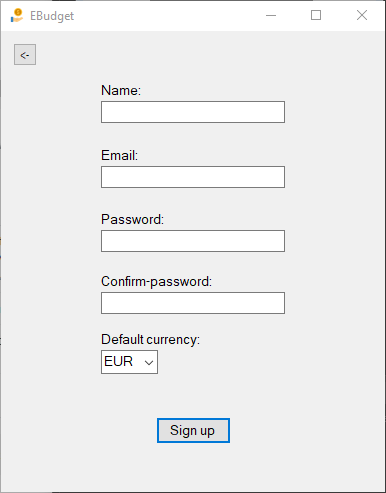 EBudget
<-
Name:
Email:
Password:
Confirm-password:
Default currency:
EUR
Sign up